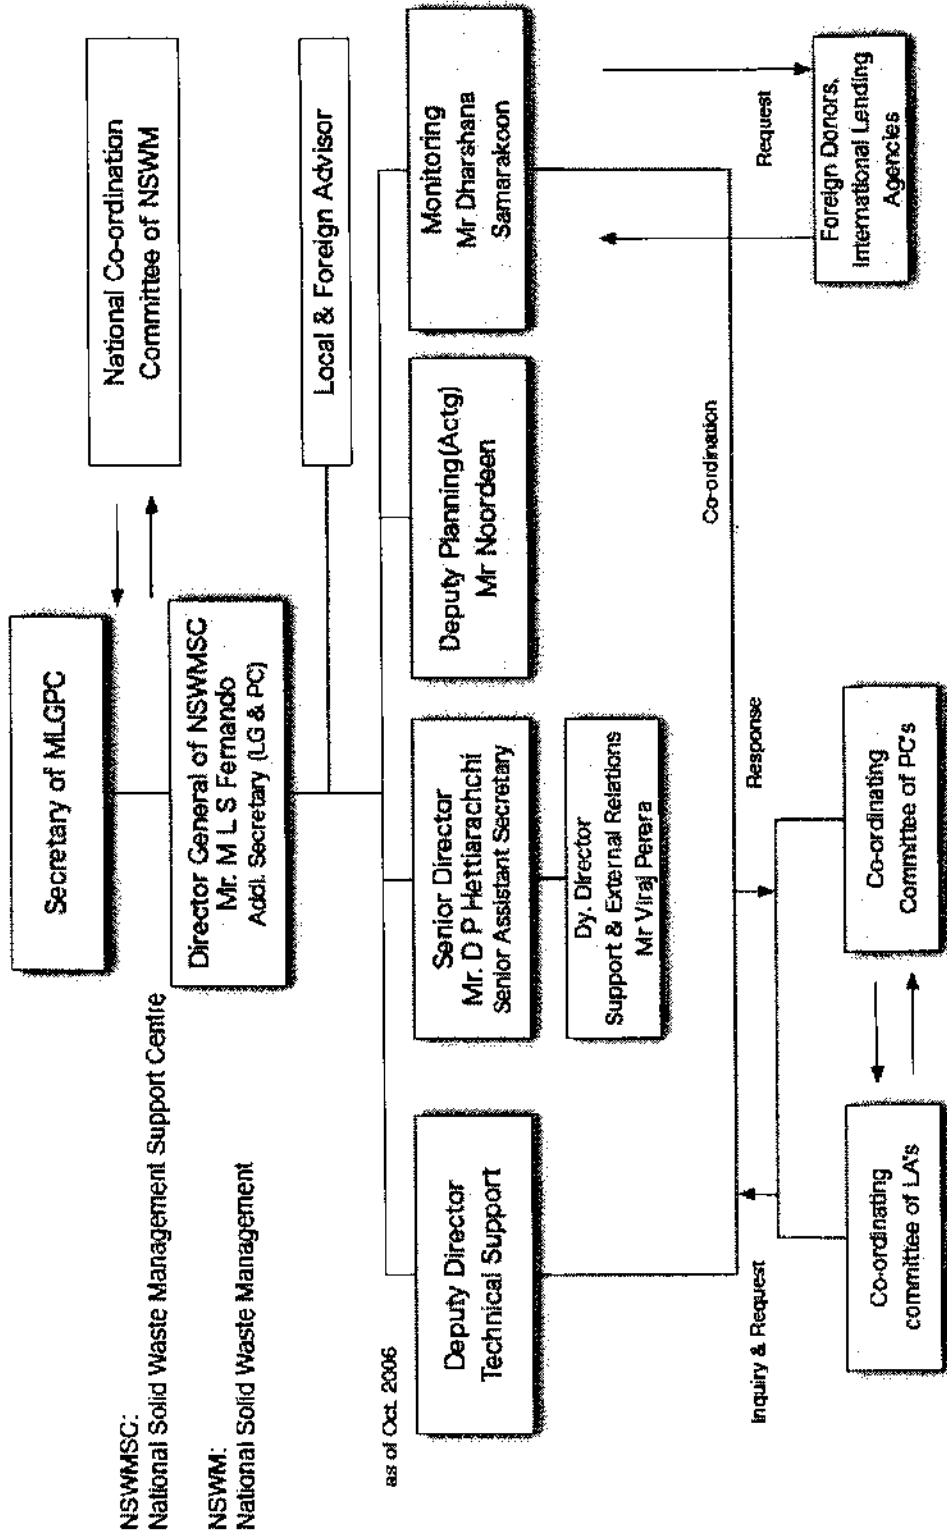 Secretary of MLGPC
National Co-ordination
Committee of NSWM
NSWMSC:
National Solid Waste Management Support Centre
Director General of NSWMSC
Mr. M L S Fernando
Addl. Secretary (LG & PC)
NSWM:
National Solid Waste Management
Local & Foreign Advisor
as of Oct. 2006
Deputy Director
Technical Support
Senior Director
Mr. D P Hettiarachchi
Senior Assistant Secretary
Deputy Planning(Actg)
Mr Noordeen
Monitoring
Mr Dharshana
Samarakoon
Dy. Director
Support & External Relations
Mr Viraj Perera
Co-ordination
Inquiry & Request
Response
Request
Co-ordinating
committee of LA's
Co-ordinating
Committee of PC's
Foreign Donors,
International Lending
Agencies